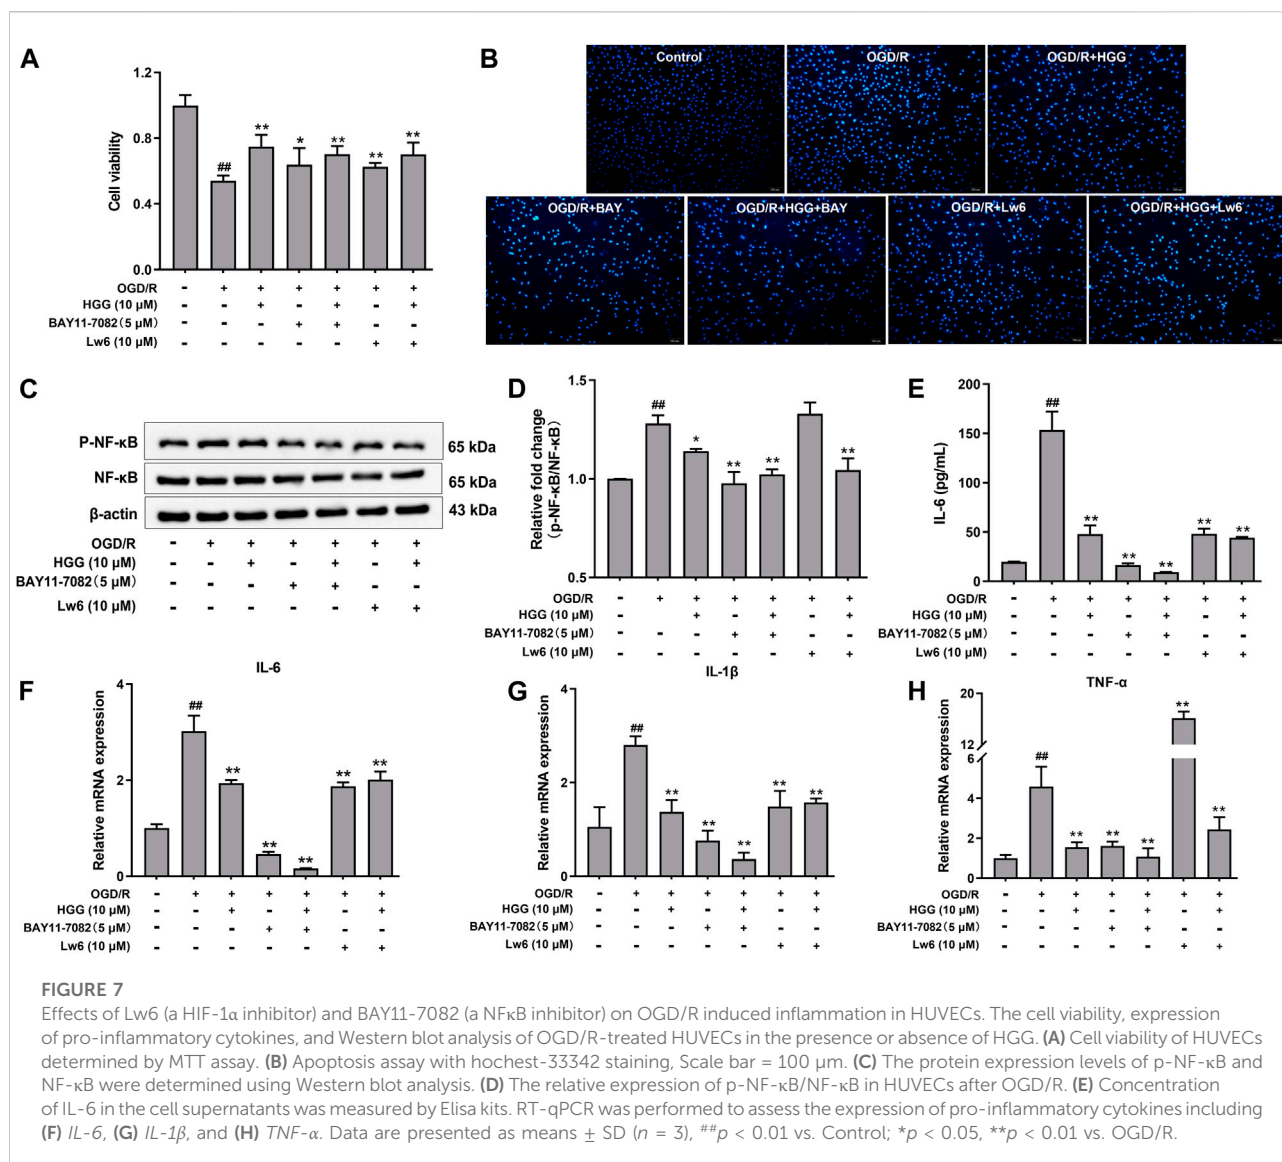 A
Cell viability
1.2
0.8
0.4
0.0
##
**
*
**
**
**
OGD/R - + + + + + +
HGG (10 μM) - - + - + - +
BAY11-7082(5 μM) - - - + + - -
Lw6 (10 μM) - - - - - + +
B
Control OGD/R OGD/R+HGG
OGD/R+BAY OGD/R+HGG+BAY OGD/R+Lw6 OGD/R+HGG+Lw6
C
P-NF-κB 65 kDa
NF-κB 65 kDa
β-actin 43 kDa
OGD/R - + + + + + +
HGG (10 μM) - - + - + - +
BAY11-7082(5 μM) - - - + + - -
Lw6 (10 μM) - - - - - + +
D
Relative fold change
(p-NF-κB/NF-κB)
1.5
1.0
0.5
##
*
**
**
**
OGD/R - + + + + + +
HGG (10 μM) - - + - + - +
BAY11-7082(5 μM) - - - + + - -
Lw6 (10 μM) - - - - - + +
E
IL-6 (pg/mL)
200
150
100
50
0
##
**
**
**
**
**
OGD/R - + + + + + +
HGG (10 μM) - - + - + - +
BAY11-7082(5 μM) - - - + + - -
Lw6 (10 μM) - - - - - + +
F
IL-6
Relative mRNA expression
4
2
0
##
**
**
**
**
**
OGD/R - + + + + + +
HGG (10 μM) - - + - + - +
BAY11-7082(5 μM) - - - + + - -
Lw6 (10 μM) - - - - - + +
G
IL-1β
Relative mRNA expression
4
2
0
##
**
**
**
**
**
OGD/R - + + + + + +
HGG (10 μM) - - + - + - +
BAY11-7082(5 μM) - - - + + - -
Lw6 (10 μM) - - - - - + +
H
TNF-α
Relative mRNA expression
20
12
6
4
2
0
##
**
**
**
**
**
OGD/R - + + + + + +
HGG (10 μM) - - + - + - +
BAY11-7082(5 μM) - - - + + - -
Lw6 (10 μM) - - - - - + +
FIGURE 7
Effects of Lw6 (a HIF-1α inhibitor) and BAY11-7082 (a NFκB inhibitor) on OGD/R induced inflammation in HUVECs. The cell viability, expression
of pro-inflammatory cytokines, and Western blot analysis of OGD/R-treated HUVECs in the presence or absence of HGG. (A) Cell viability of HUVECs
determined by MTT assay. (B) Apoptosis assay with hochest-33342 staining, Scale bar = 100 μm. (C) The protein expression levels of p-NF-κB and
NF-κB were determined using Western blot analysis. (D) The relative expression of p-NF-κB/NF-κB in HUVECs after OGD/R. (E) Concentration
of IL-6 in the cell supernatants was measured by Elisa kits. RT-qPCR was performed to assess the expression of pro-inflammatory cytokines including
(F) IL-6, (G) IL-1β, and (H) TNF-α. Data are presented as means ± SD (n = 3), ##p < 0.01 vs. Control; *p < 0.05, **p < 0.01 vs. OGD/R.